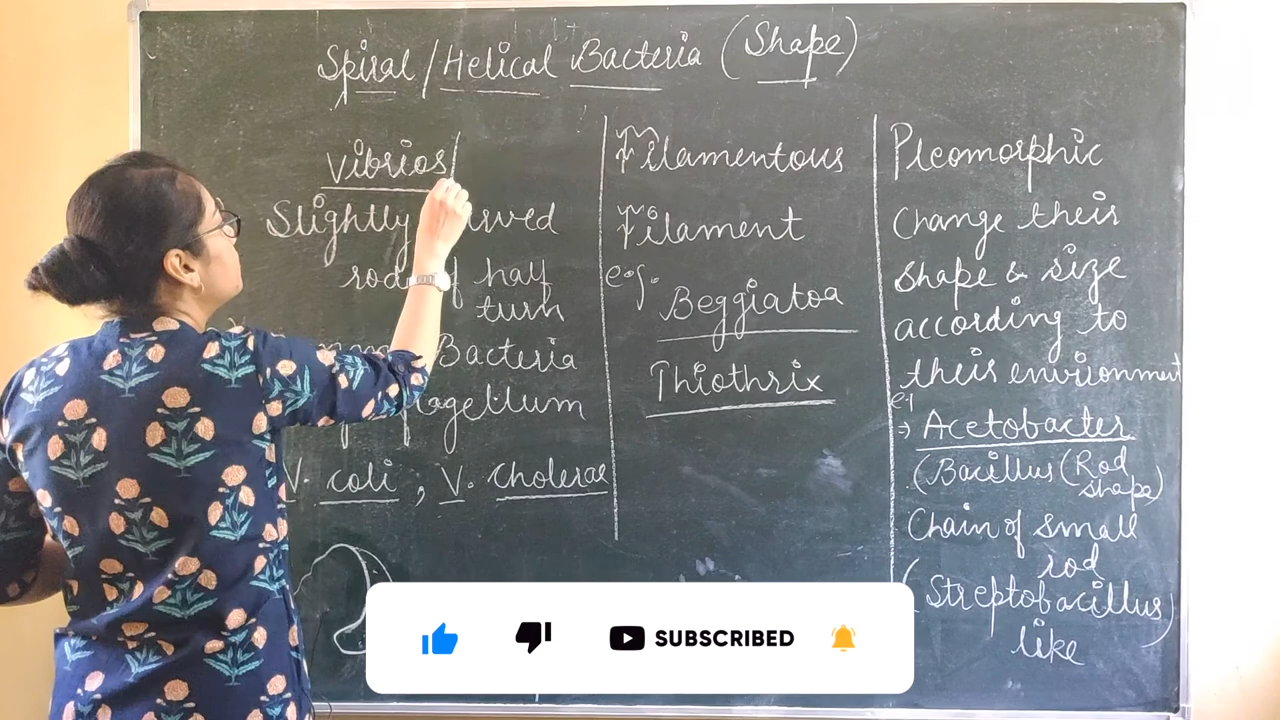 Spiral/Helical Bacteria (Shape)
Vibrios/
Slightly
rod half
turn
Bacteria
flagellum
V. coli, V. cholerae
Filamentous
Filament
e.g.
Beggiatoa
Thiothrix
Pleomorphic
Change their
shape & size
according to
their environment
e.g
→ Acetobacter
(Bacillus (Rod
shape)
Chain of small
rod
(Streptobacillus)
like
SUBSCRIBED